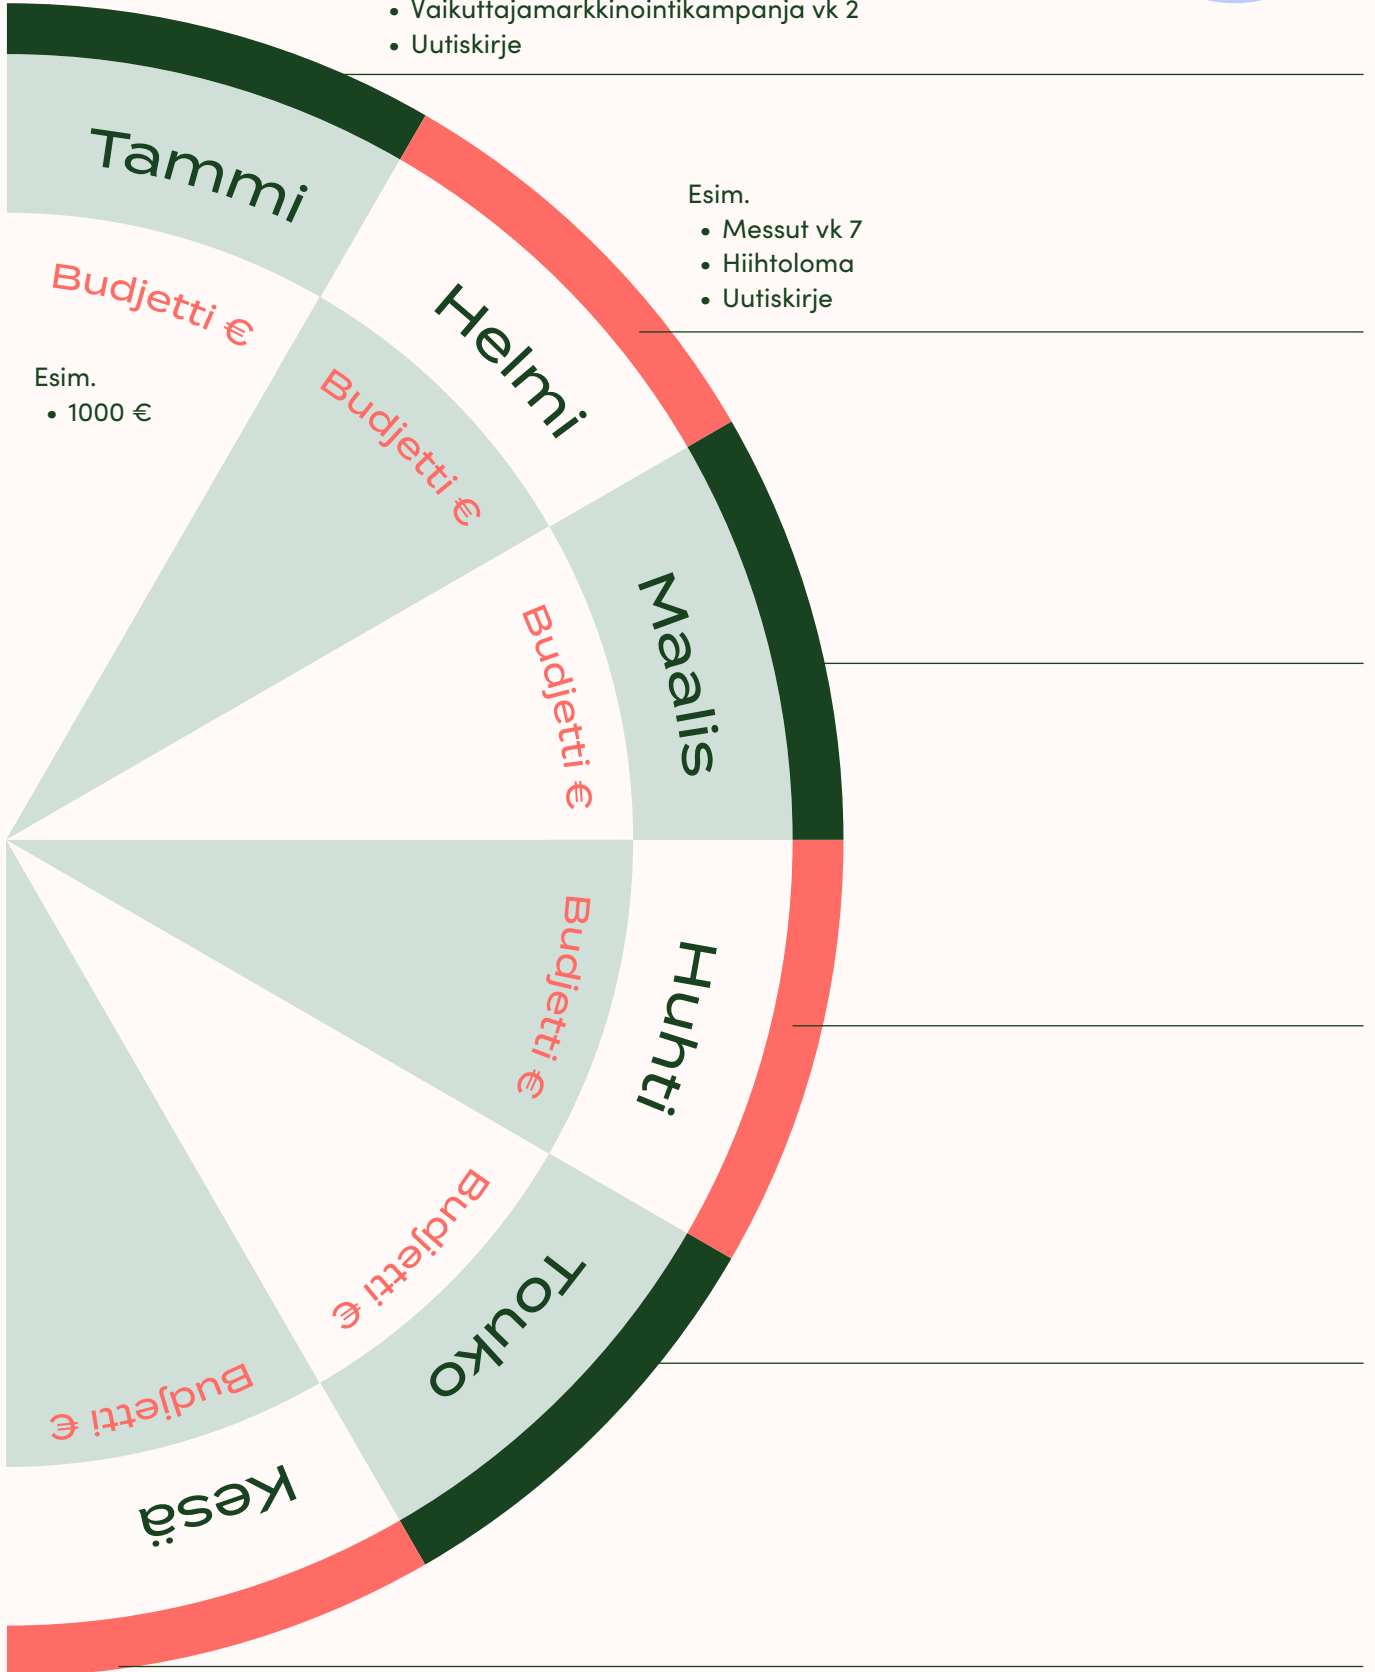 • Vaikuttajamarkkinointikampanja vk 2
• Uutiskirje
Tammi
Budjetti €
Esim.
• 1000 €
Esim.
• Messut vk 7
• Hiihtoloma
• Uutiskirje
Helmi
Budjetti €
Maalis
Budjetti €
Huhti
Budjetti €
Touko
Budjetti €
Kesä
Budjetti €